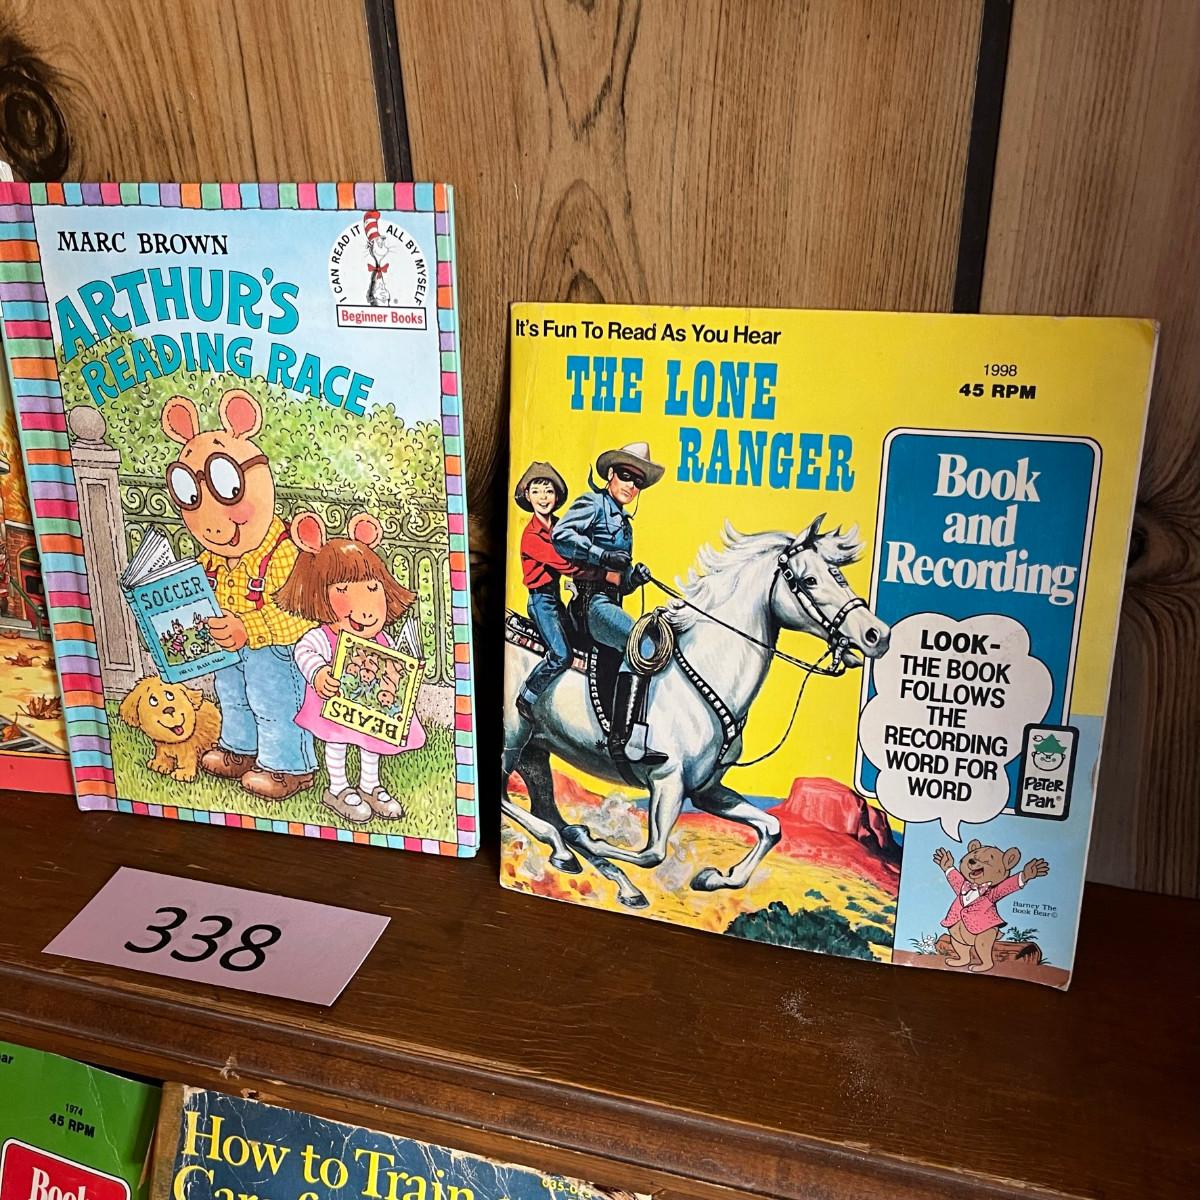 MARC BROWN
ARTHUR'S
READING RACE
I CAN READ IT ALL BY MYSELF
Beginner Books
SOCCER
BEARS
It's Fun To Read As You Hear
THE LONE
RANGER
1998
45 RPM
Book
and
Recording
LOOK-
THE BOOK
FOLLOWS
THE
RECORDING
WORD FOR
WORD
PETER
PAN®
Barney The
Book Bear©
338
1974
45 RPM
How to Train